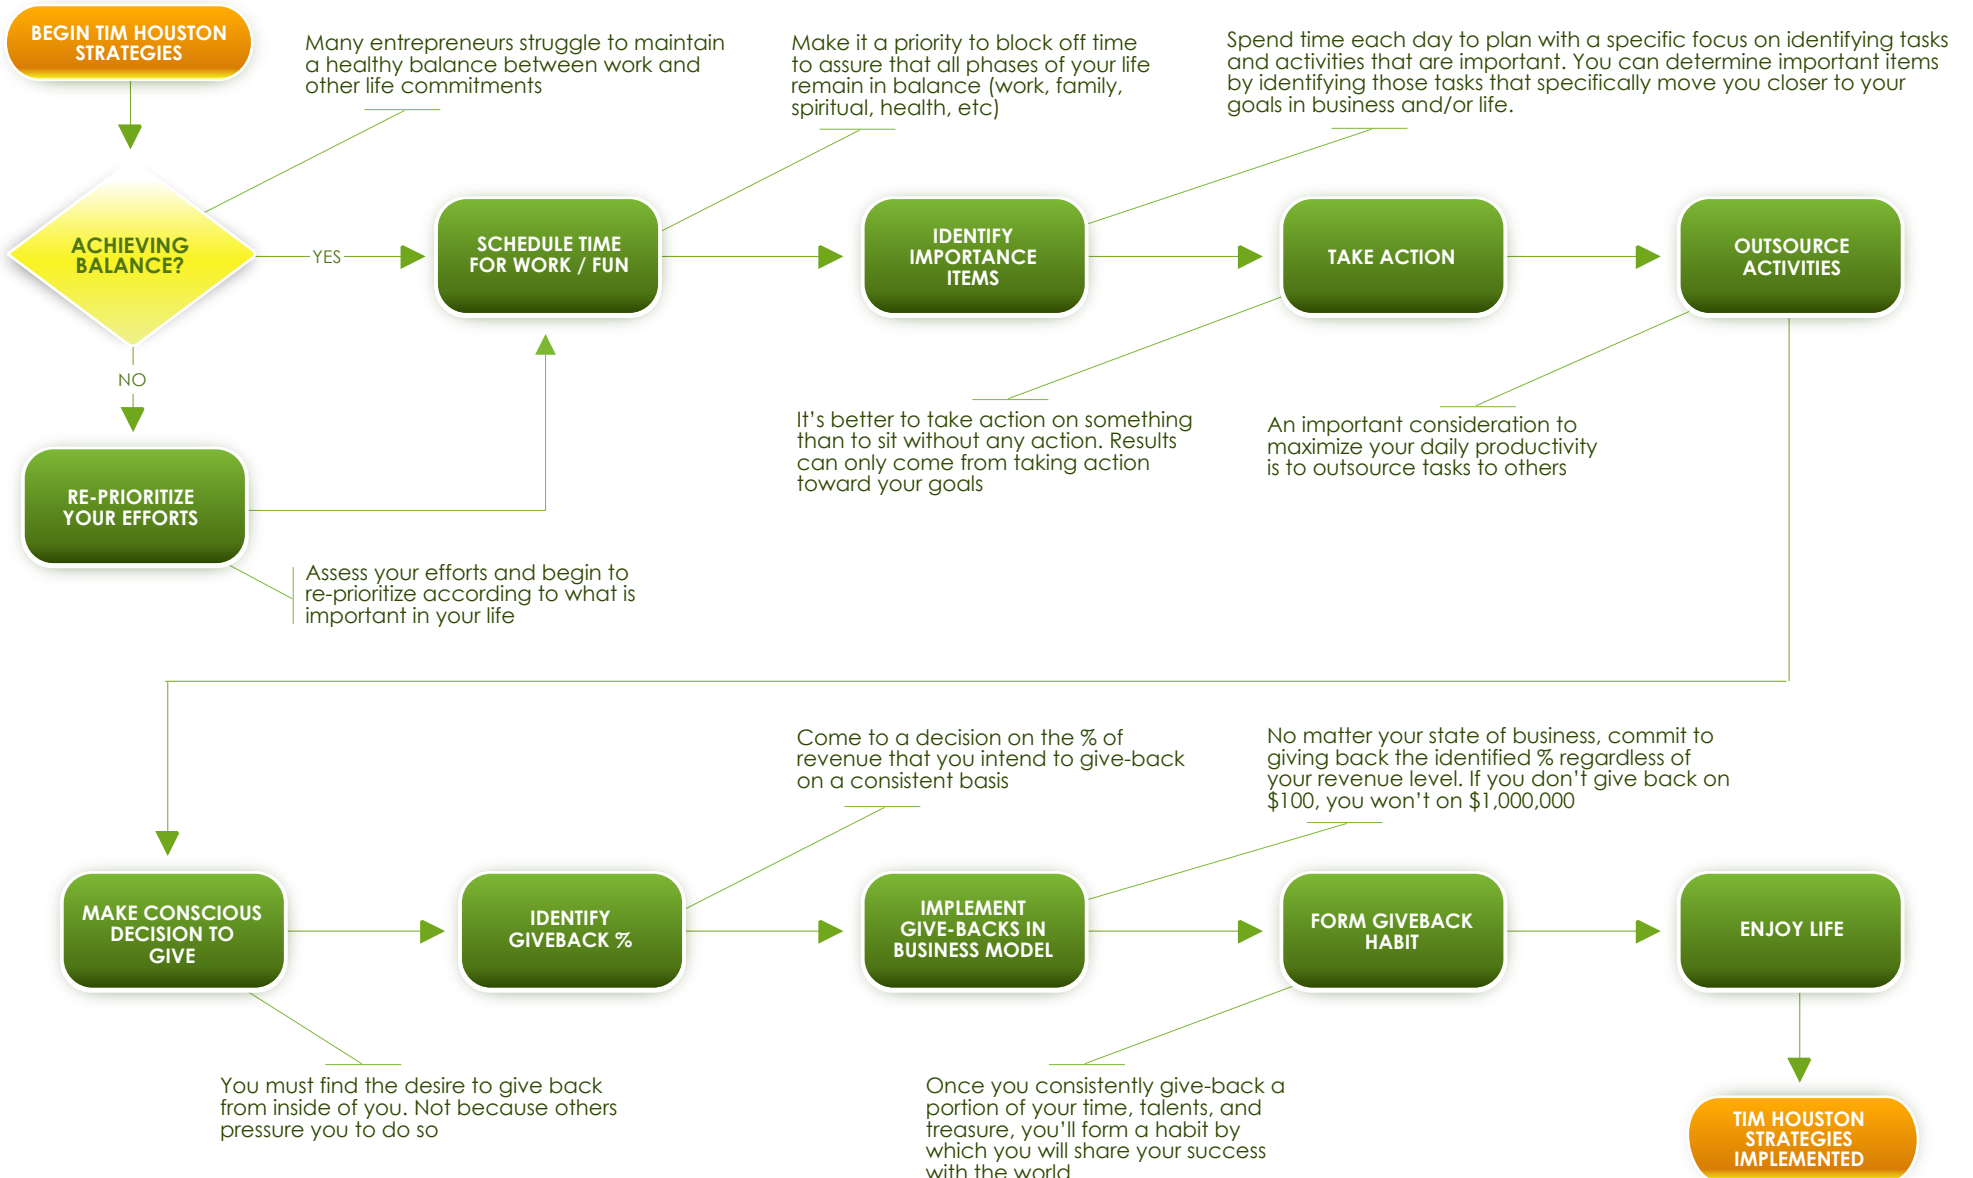 BEGIN TIM HOUSTON
STRATEGIES
Many entrepreneurs struggle to maintain
a healthy balance between work and
other life commitments
Make it a priority to block off time
to assure that all phases of your life
remain in balance (work, family,
spiritual, health, etc)
Spend time each day to plan with a specific focus on identifying tasks
and activities that are important. You can determine important items
by identifying those tasks that specifically move you closer to your
goals in business and/or life.
ACHIEVING
BALANCE?
YES
SCHEDULE TIME
FOR WORK / FUN
IDENTIFY
IMPORTANCE
ITEMS
TAKE ACTION
OUTSOURCE
ACTIVITIES
NO
RE-PRIORITIZE
YOUR EFFORTS
It's better to take action on something
than to sit without any action. Results
can only come from taking action
toward your goals
An important consideration to
maximize your daily productivity
is to outsource tasks to others
Assess your efforts and begin to
re-prioritize according to what is
important in your life
Come to a decision on the % of
revenue that you intend to give-back
on a consistent basis
No matter your state of business, commit to
giving back the identified % regardless of
your revenue level. If you don't give back on
$100, you won't on $1,000,000
MAKE CONSCIOUS
DECISION TO
GIVE
IDENTIFY
GIVEBACK %
IMPLEMENT
GIVE-BACKS IN
BUSINESS MODEL
FORM GIVEBACK
HABIT
ENJOY LIFE
You must find the desire to give back
from inside of you. Not because others
pressure you to do so
Once you consistently give-back a
portion of your time, talents, and
treasure, you'll form a habit by
which you will share your success
with the world
TIM HOUSTON
STRATEGIES
IMPLEMENTED